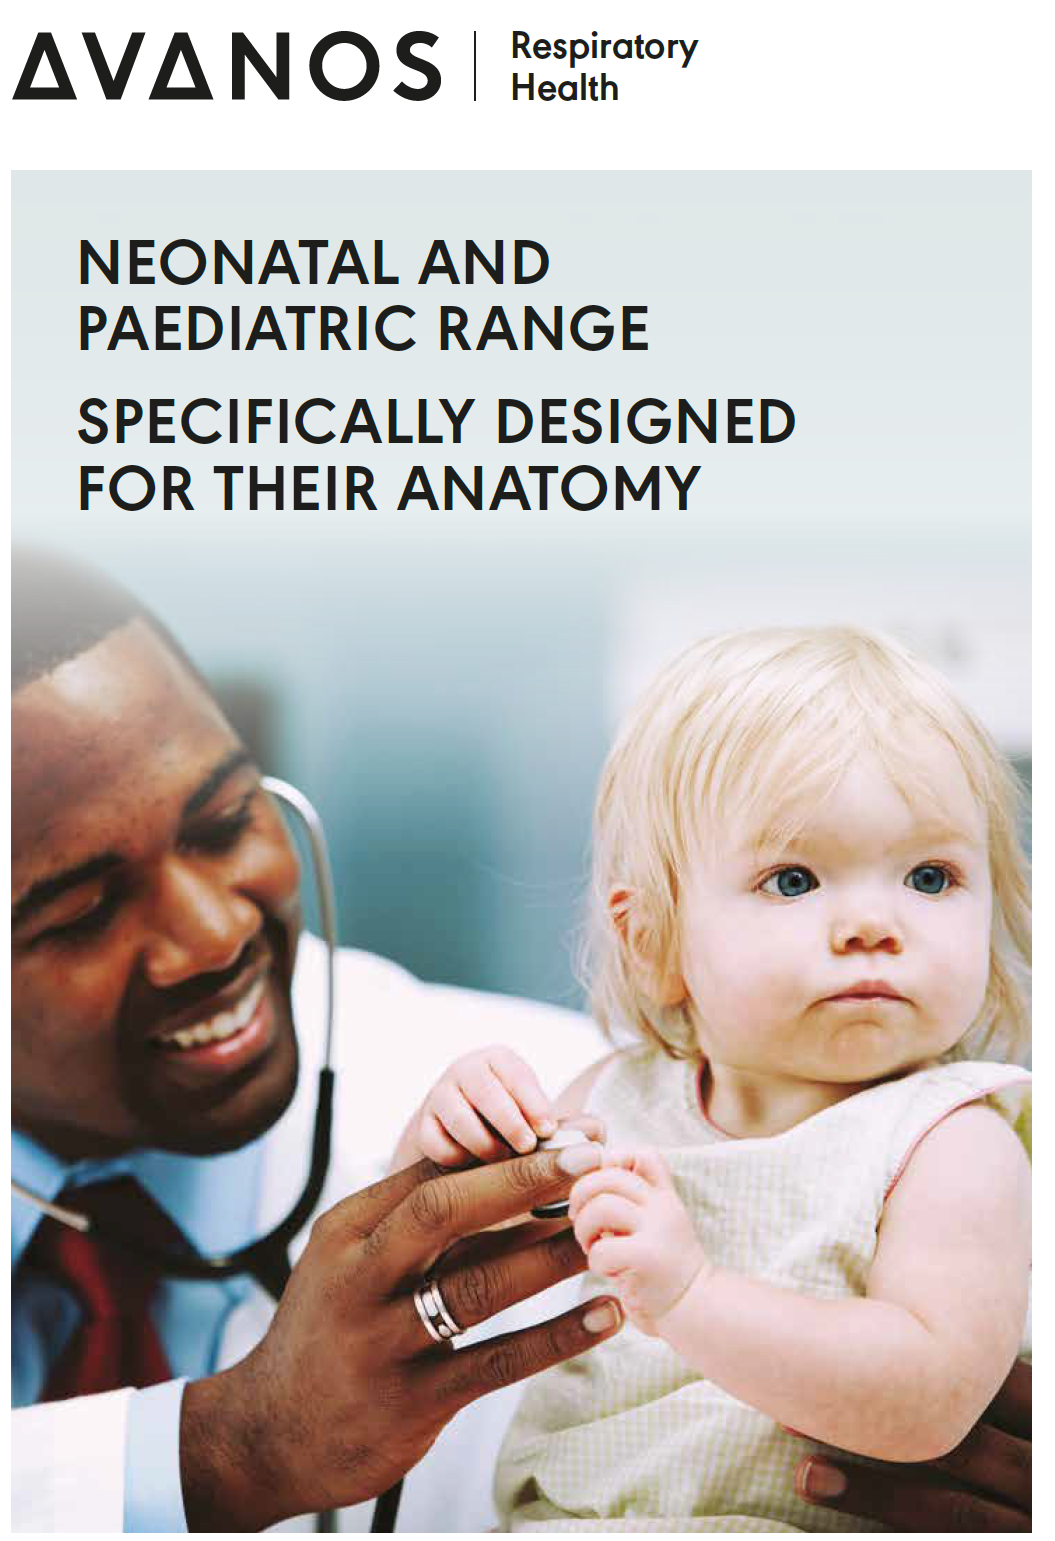 AVANOS
Respiratory
Health
NEONATAL AND
PAEDIATRIC RANGE
SPECIFICALLY DESIGNED
FOR THEIR ANATOMY